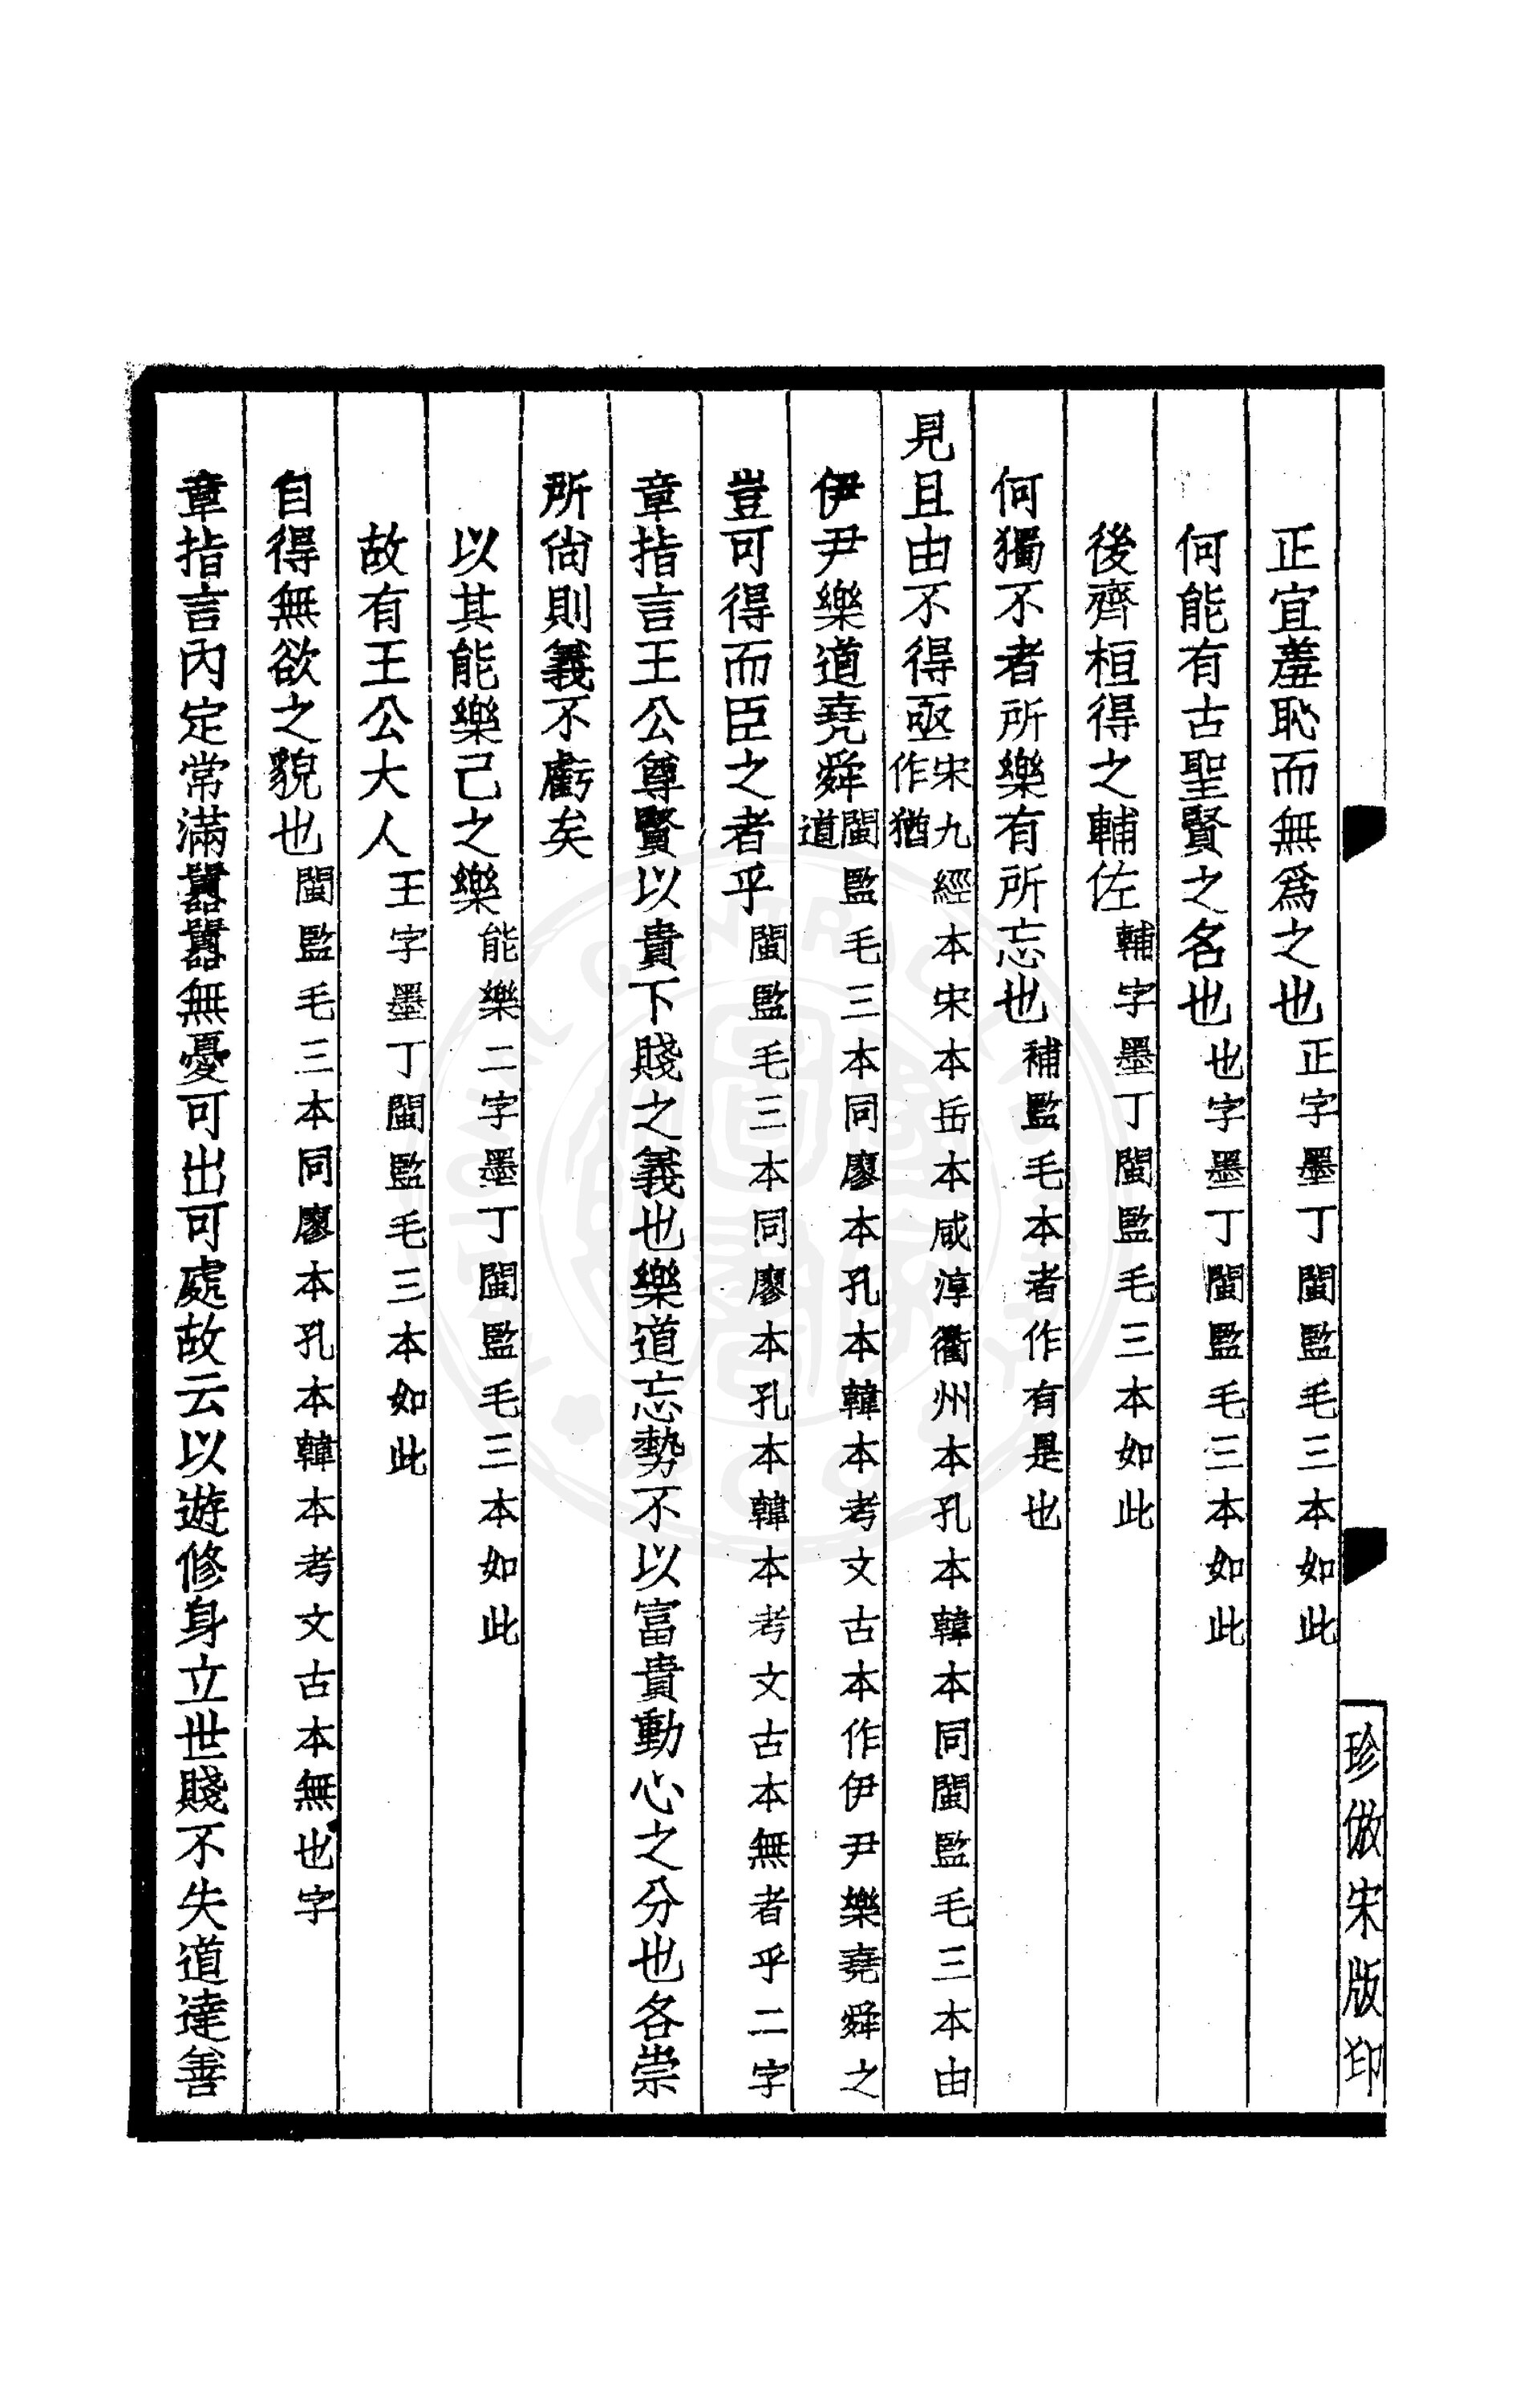 正宜羞恥而無爲之也正字墨丁閩監毛三本如此
何能有古聖賢之名也也字墨丁閩監毛三本如此
後齊桓得之輔佐輔字墨丁閩監毛三本如此
何獨不者所樂有所忘也補監毛本者作有是也
見且由不得亟宋九經本宋本岳本咸淳衢州本孔本韓本同閩監毛三本由作猶
伊尹樂道堯舜閩監毛三本同廖本孔本韓本考文古本作伊尹樂堯舜之道
豈可得而臣之者乎閩監毛三本同廖本孔本韓本考文古本無者乎二字
章指言王公尊賢以貴下賤之義也樂道忘勢不以富貴動心之分也各崇
所尙則義不虧矣
以其能樂己之樂能樂二字墨丁閩監毛三本如此
故有王公大人王字墨丁閩監毛三本如此
自得無欲之貌也閩監毛三本同廖本孔本韓本考文古本無也字
章指言內定常滿囂囂無憂可出可處故云以遊修身立世賤不失道達善
珍倣宋版印